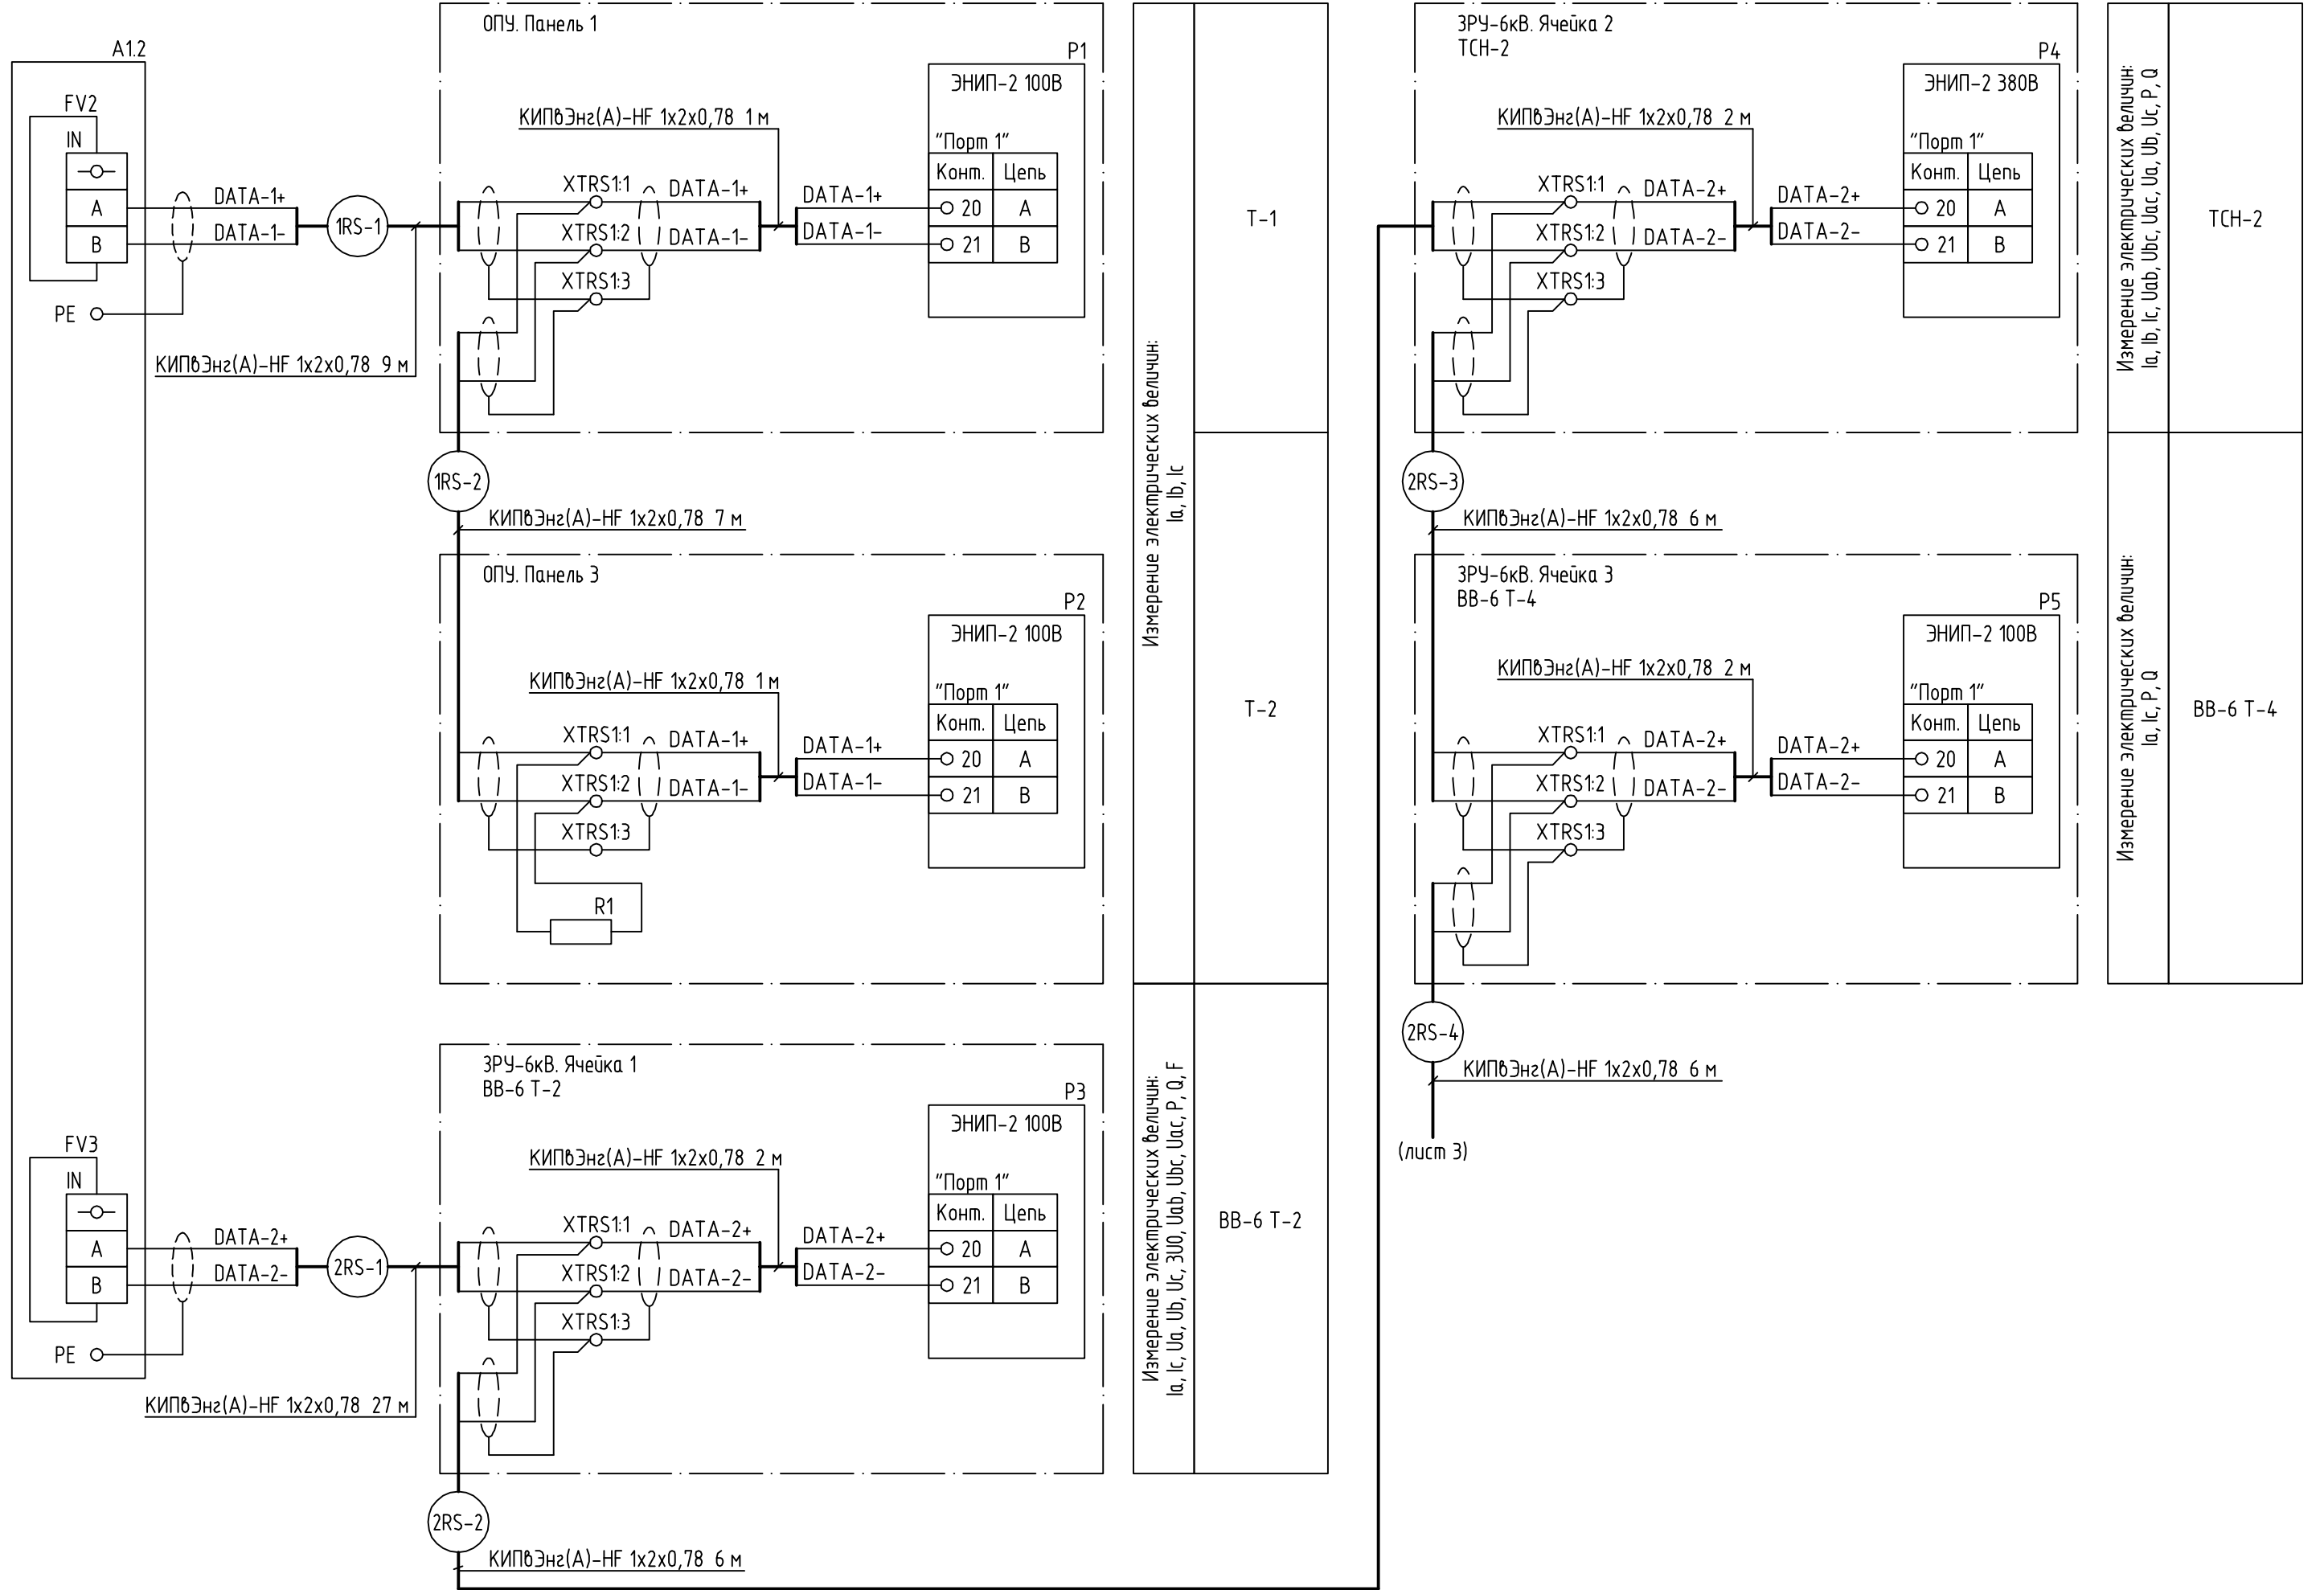 A1.2
FV2
IN
A
B
PE
DATA-1+
DATA-1-
1RS-1
КИПвЭнг(А)-HF 1х2х0,78 9 м
ОПУ. Панель 1
КИПвЭнг(А)-HF 1х2х0,78 1 м
XTRS1:1
XTRS1:2
XTRS1:3
DATA-1+
DATA-1-
DATA-1+
DATA-1-
P1
ЭНИП-2 100В
"Порт 1"
Конт. Цепь
20 A
21 B
1RS-2
КИПвЭнг(А)-HF 1х2х0,78 7 м
ОПУ. Панель 3
КИПвЭнг(А)-HF 1х2х0,78 1 м
XTRS1:1
XTRS1:2
XTRS1:3
DATA-1+
DATA-1-
DATA-1+
DATA-1-
R1
P2
ЭНИП-2 100В
"Порт 1"
Конт. Цепь
20 A
21 B
Измерение электрических величин:
Ia, Ib, Ic
Т-1
Т-2
FV3
IN
A
B
PE
DATA-2+
DATA-2-
2RS-1
КИПвЭнг(А)-HF 1х2х0,78 27 м
ЗРУ-6кВ. Ячейка 1
ВВ-6 Т-2
КИПвЭнг(А)-HF 1х2х0,78 2 м
XTRS1:1
XTRS1:2
XTRS1:3
DATA-2+
DATA-2-
DATA-2+
DATA-2-
P3
ЭНИП-2 100В
"Порт 1"
Конт. Цепь
20 A
21 B
Измерение электрических величин:
Ia, Ic, Ua, Ub, Uc, 3U0, Uab, Ubc, Uac, P, Q, F
ВВ-6 Т-2
2RS-2
КИПвЭнг(А)-HF 1х2х0,78 6 м
ЗРУ-6кВ. Ячейка 2
ТСН-2
КИПвЭнг(А)-HF 1х2х0,78 2 м
XTRS1:1
XTRS1:2
XTRS1:3
DATA-2+
DATA-2-
DATA-2+
DATA-2-
P4
ЭНИП-2 380В
"Порт 1"
Конт. Цепь
20 A
21 B
Измерение электрических величин:
Ia, Ib, Ic, Uab, Ubc, Uac, Ua, Ub, Uc, P, Q
ТСН-2
2RS-3
КИПвЭнг(А)-HF 1х2х0,78 6 м
ЗРУ-6кВ. Ячейка 3
ВВ-6 Т-4
КИПвЭнг(А)-HF 1х2х0,78 2 м
XTRS1:1
XTRS1:2
XTRS1:3
DATA-2+
DATA-2-
DATA-2+
DATA-2-
P5
ЭНИП-2 100В
"Порт 1"
Конт. Цепь
20 A
21 B
Измерение электрических величин:
Ia, Ic, P, Q
ВВ-6 Т-4
2RS-4
КИПвЭнг(А)-HF 1х2х0,78 6 м
(лист 3)